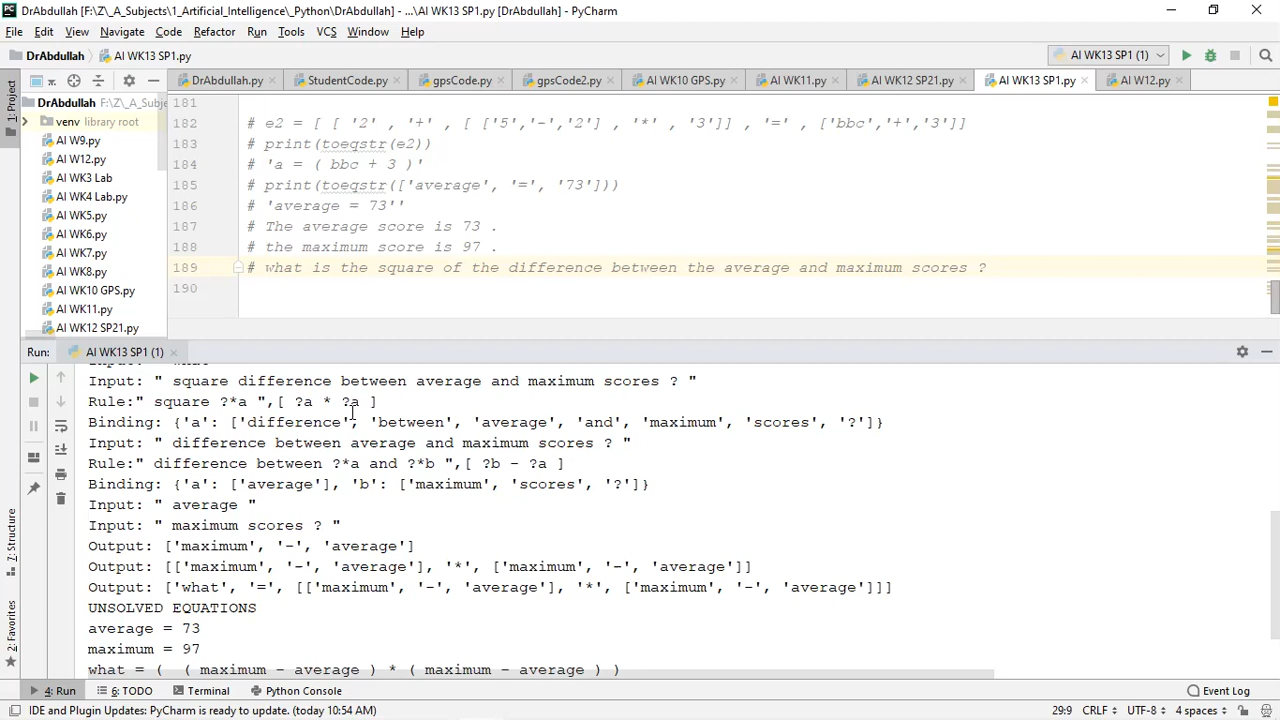 DrAbdullah [F:\Z\_A_Subjects\1_Artificial_Intelligence\_Python\DrAbdullah] - ...\AI WK13 SP1.py [DrAbdullah] - PyCharm
File Edit View Navigate Code Refactor Run Tools VCS Window Help
DrAbdullah AI WK13 SP1.py AI WK13 SP1 (1)
1: Project
DrAbdullah.py StudentCode.py gpsCode.py gpsCode2.py AI WK10 GPS.py AI WK11.py AI WK12 SP21.py AI WK13 SP1.py AI W12.py
DrAbdullah F:\Z\_A_Subje
venv library root
AI W9.py
AI W12.py
AI WK3 Lab
AI WK4 Lab.py
AI WK5.py
AI WK6.py
AI WK7.py
AI WK8.py
AI WK10 GPS.py
AI WK11.py
AI WK12 SP21.py
181
182 # e2 = [ [ '2' , '+' , [ ['5','-','2'] , '*' , '3']] , '=' , ['bbc','+','3']]
183 # print(toeqstr(e2))
184 # 'a = ( bbc + 3 )'
185 # print(toeqstr(['average', '=', '73']))
186 # 'average = 73''
187 # The average score is 73 .
188 # the maximum score is 97 .
189 # what is the square of the difference between the average and maximum scores ?
190
Run: AI WK13 SP1 (1)
Input: " square difference between average and maximum scores ? "
Rule:" square ?*a ",[ ?a * ?a ]
Binding: {'a': ['difference', 'between', 'average', 'and', 'maximum', 'scores', '?']}
Input: " difference between average and maximum scores ? "
Rule:" difference between ?*a and ?*b ",[ ?b - ?a ]
Binding: {'a': ['average'], 'b': ['maximum', 'scores', '?']}
Input: " average "
Input: " maximum scores ? "
Output: ['maximum', '-', 'average']
Output: [['maximum', '-', 'average'], '*', ['maximum', '-', 'average']]
Output: ['what', '=', [['maximum', '-', 'average'], '*', ['maximum', '-', 'average']]]
UNSOLVED EQUATIONS
average = 73
maximum = 97
what = (  ( maximum - average ) * ( maximum - average ) )
7: Structure
2: Favorites
4: Run 6: TODO Terminal Python Console Event Log
IDE and Plugin Updates: PyCharm is ready to update. (today 10:54 AM) 29:9 CRLF UTF-8 4 spaces